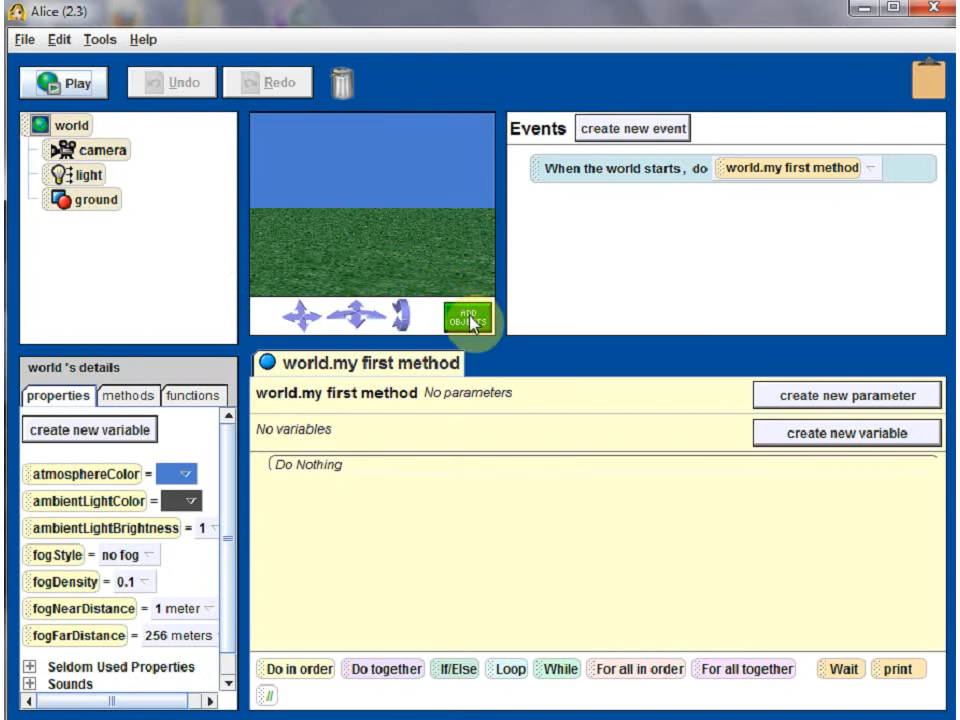 Alice (2.3)
File Edit Tools Help
Play Undo Redo
world
camera
light
ground
ADD
OBJECTS
Events create new event
When the world starts, do world.my first method
world 's details
properties methods functions
create new variable
atmosphereColor =
ambientLightColor =
ambientLightBrightness = 1
fogStyle = no fog
fogDensity = 0.1
fogNearDistance = 1 meter
fogFarDistance = 256 meters
Seldom Used Properties
Sounds
world.my first method
world.my first method No parameters
create new parameter
No variables
create new variable
Do Nothing
Do in order Do together If/Else Loop While For all in order For all together Wait print
//